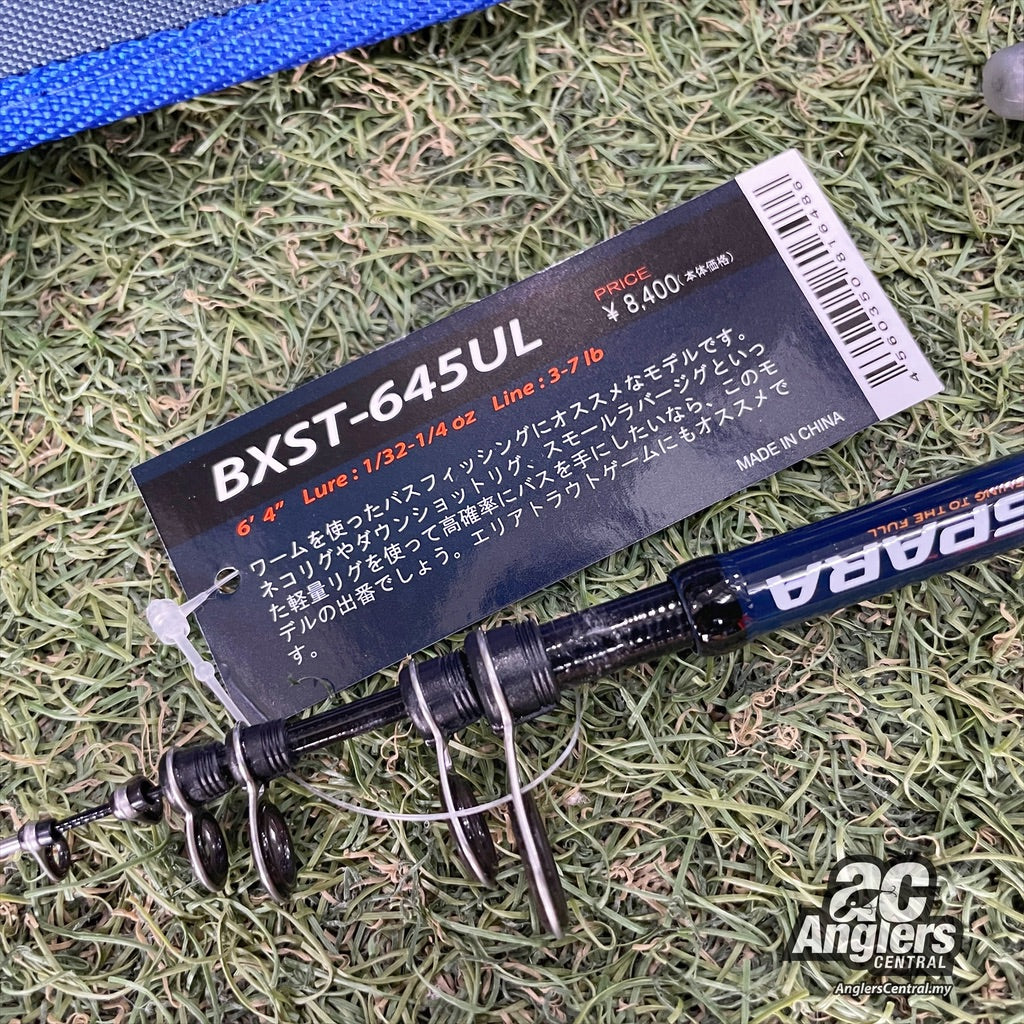 BXST-645UL
PRICE
¥ 8,400(本体価格)
6’ 4” Lure : 1/32-1/4 oz Line : 3-7 lb
ワームを使ったバスフィッシングにオススメなモデルです。
ネコリグやダウンショットリグ、スモールラバージグといっ
た軽量リグを使って高確率にバスを手にしたいなら、このモ
デルの出番でしょう。エリアトラウトゲームにもオススメで
す。
MADE IN CHINA
4 560350 816486
SPARA
TO THE FULL
ac
Anglers
CENTRAL
AnglersCentral.my